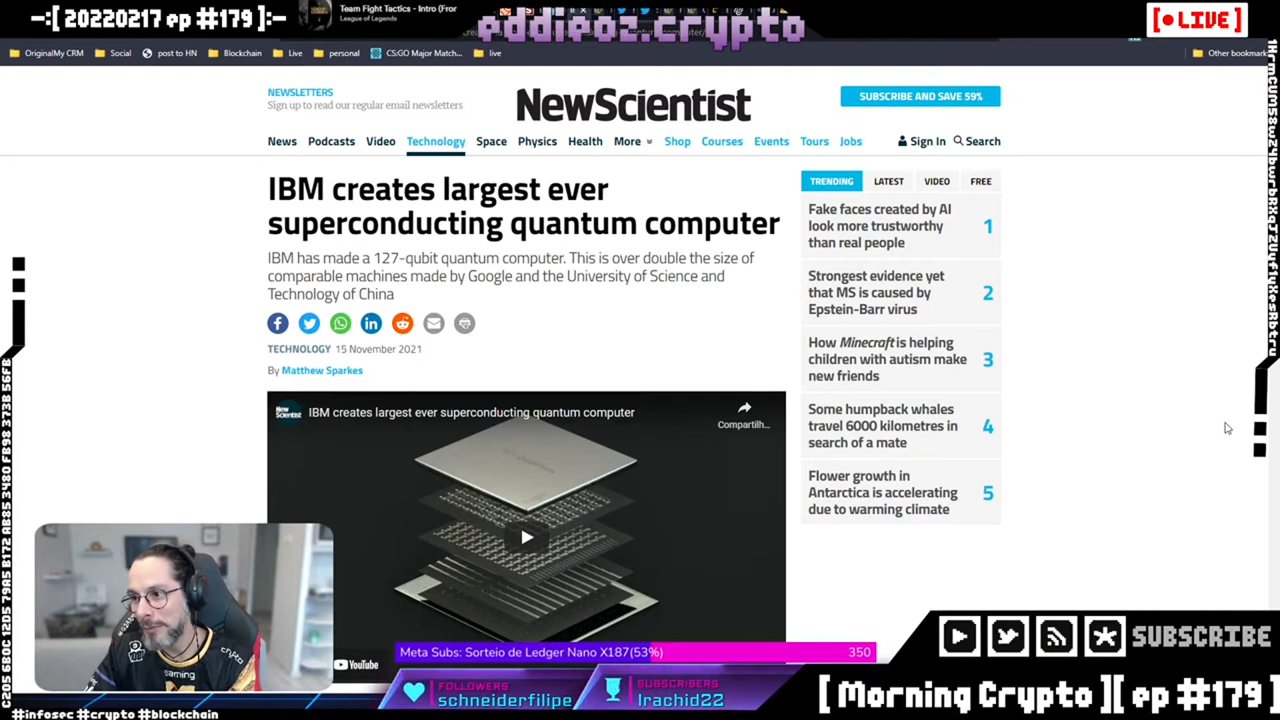 [ 20220217 ep #179 ]
Team Fight Tactics - Intro (Fror
League of Legends
eddieoz.crypto
[● LIVE ]
OriginalMy CRM
Social
post to HN
Blockchain
Live
personal
CS:GO Major Match...
live
Other bookmark
NEWSLETTERS
Sign up to read our regular email newsletters
NewScientist
SUBSCRIBE AND SAVE 59%
News Podcasts Video Technology Space Physics Health More Shop Courses Events Tours Jobs Sign In Search
IBM creates largest ever
superconducting quantum computer
IBM has made a 127-qubit quantum computer. This is over double the size of
comparable machines made by Google and the University of Science and
Technology of China
TECHNOLOGY 15 November 2021
By Matthew Sparkes
TRENDING LATEST VIDEO FREE
Fake faces created by AI
look more trustworthy
than real people
1
Strongest evidence yet
that MS is caused by
Epstein-Barr virus
2
How Minecraft is helping
children with autism make
new friends
3
Some humpback whales
travel 6000 kilometres in
search of a mate
4
Flower growth in
Antarctica is accelerating
due to warming climate
5
New Scientist
IBM creates largest ever superconducting quantum computer
Compartilh...
YouTube
Meta Subs: Sorteio de Ledger Nano X187(53%) 350
FOLLOWERS
schneiderfilipe
SUBSCRIBERS
lrachid22
SUBSCRIBE
[ Morning Crypto ][ ep #179 ]
#infosec #crypto #blockchain